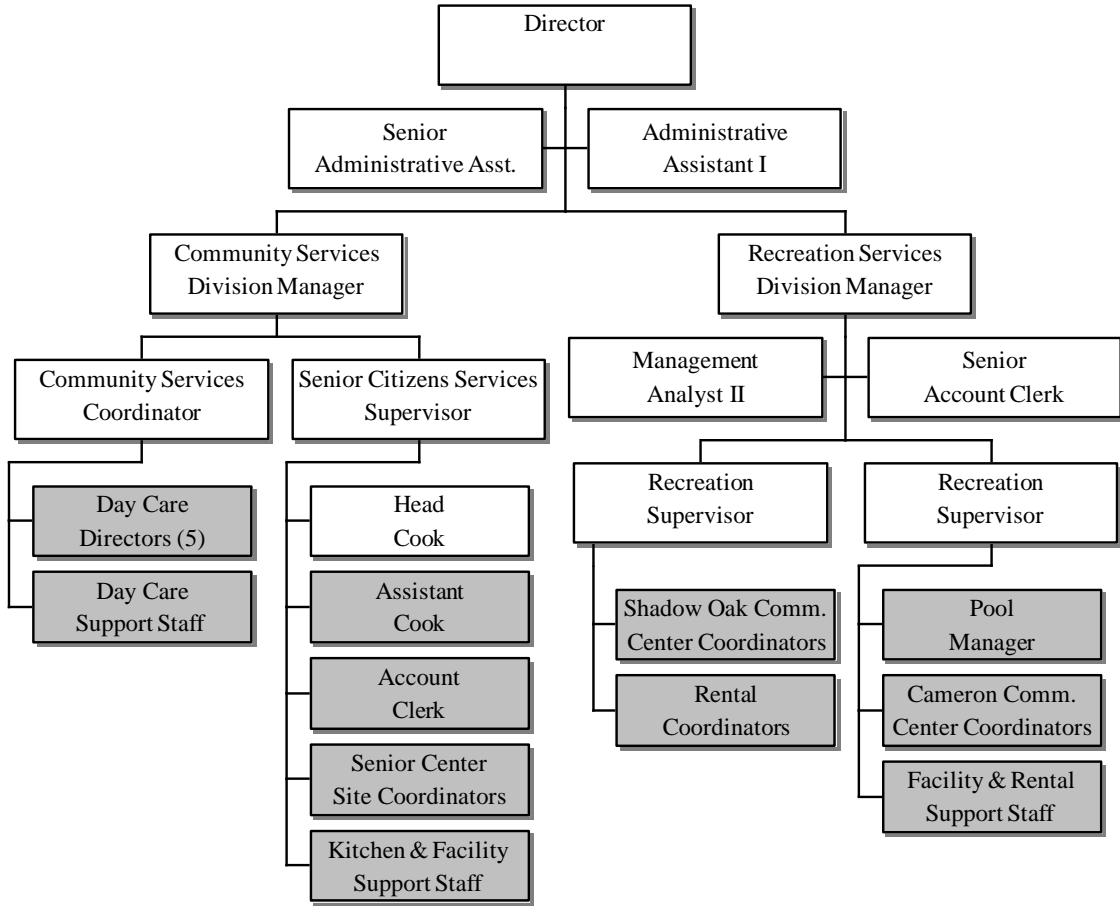 Director
Senior
Administrative Asst.
Administrative
Assistant I
Community Services
Division Manager
Recreation Services
Division Manager
Community Services
Coordinator
Senior Citizens Services
Supervisor
Management
Analyst II
Senior
Account Clerk
Day Care
Directors (5)
Day Care
Support Staff
Head
Cook
Assistant
Cook
Account
Clerk
Senior Center
Site Coordinators
Kitchen & Facility
Support Staff
Recreation
Supervisor
Recreation
Supervisor
Shadow Oak Comm.
Center Coordinators
Rental
Coordinators
Pool
Manager
Cameron Comm.
Center Coordinators
Facility & Rental
Support Staff